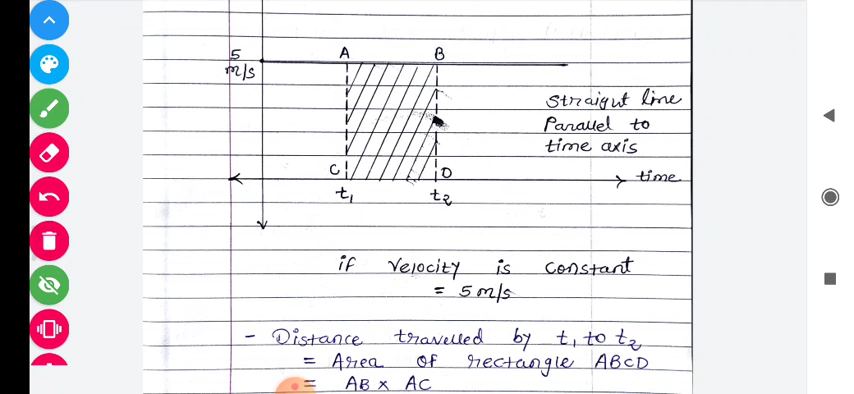 5
m/s
A
B
Straigut line
Parallel to
time axis
C
D
time
t1
t2
if velocity is constant
= 5 m/s
- Distance travelled by t1 to t2
= Area of rectangle ABCD
= AB x AC